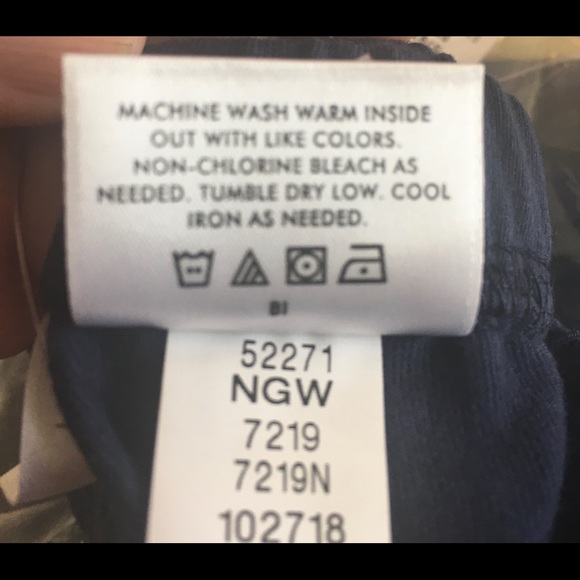 MACHINE WASH WARM INSIDE
OUT WITH LIKE COLORS.
NON-CHLORINE BLEACH AS
NEEDED. TUMBLE DRY LOW. COOL
IRON AS NEEDED.
BI
52271
NGW
7219
7219N
102718